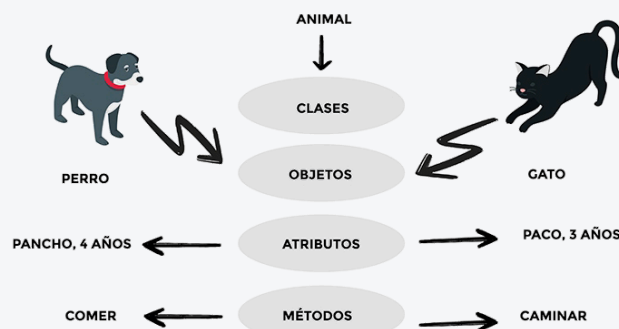 ANIMAL
CLASES
OBJETOS
PERRO
GATO
PANCHO, 4 AÑOS
ATRIBUTOS
PACO, 3 AÑOS
COMER
MÉTODOS
CAMINAR